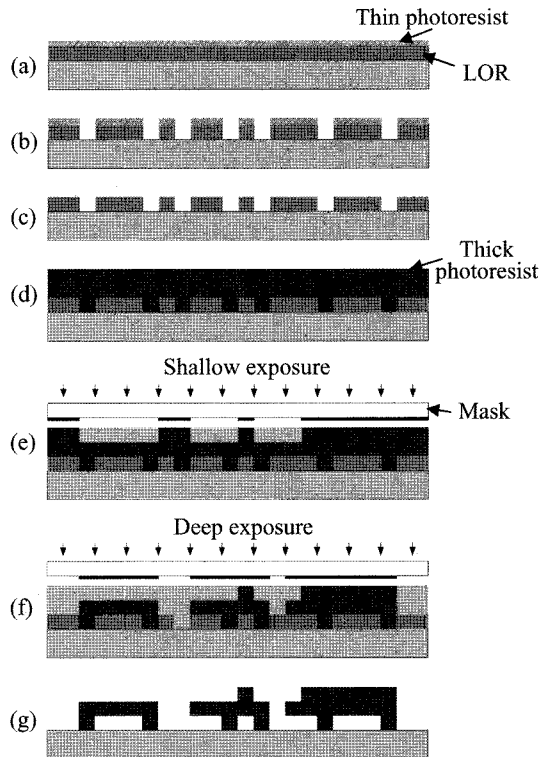 Thin photoresist
LOR
(a)
(b)
(c)
Thick
photoresist
(d)
Shallow exposure
Mask
(e)
Deep exposure
(f)
(g)